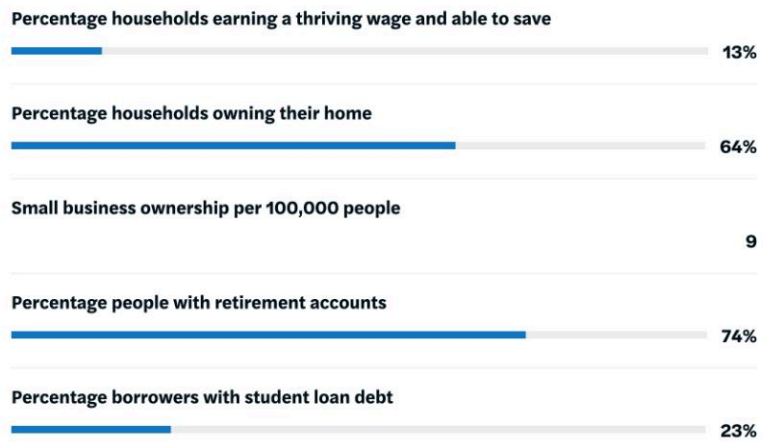 Percentage households earning a thriving wage and able to save
13%
Percentage households owning their home
64%
Small business ownership per 100,000 people
9
Percentage people with retirement accounts
74%
Percentage borrowers with student loan debt
23%